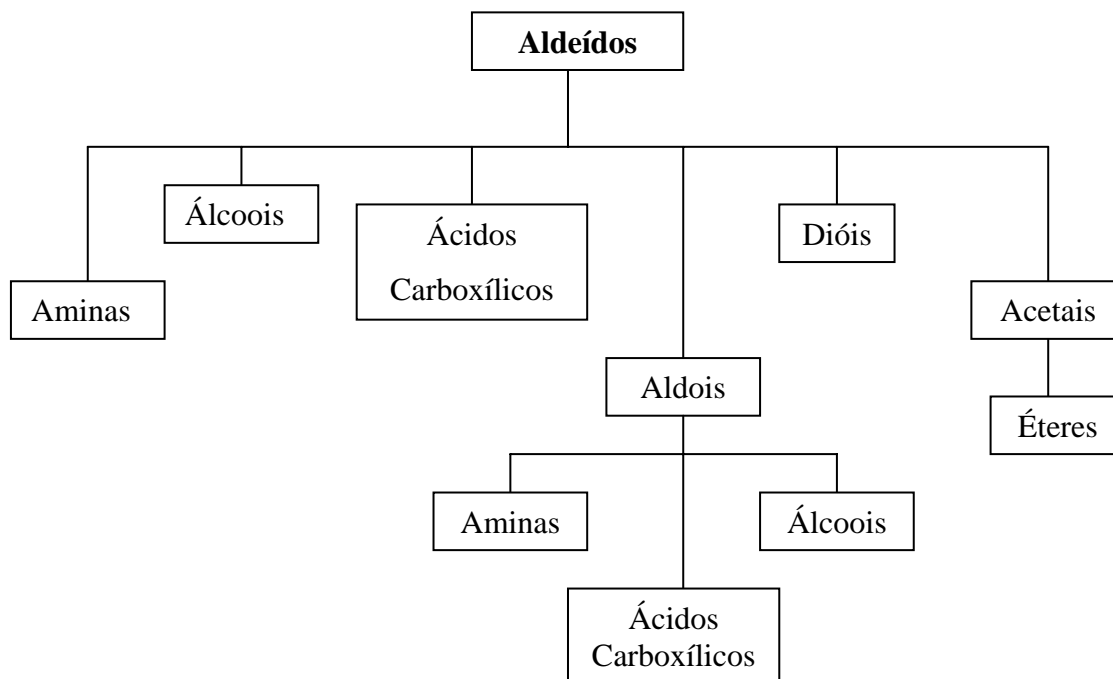 Aldeídos
Álcoois
Ácidos
Carboxílicos
Dióis
Aminas
Acetais
Aldois
Éteres
Aminas
Álcoois
Ácidos
Carboxílicos